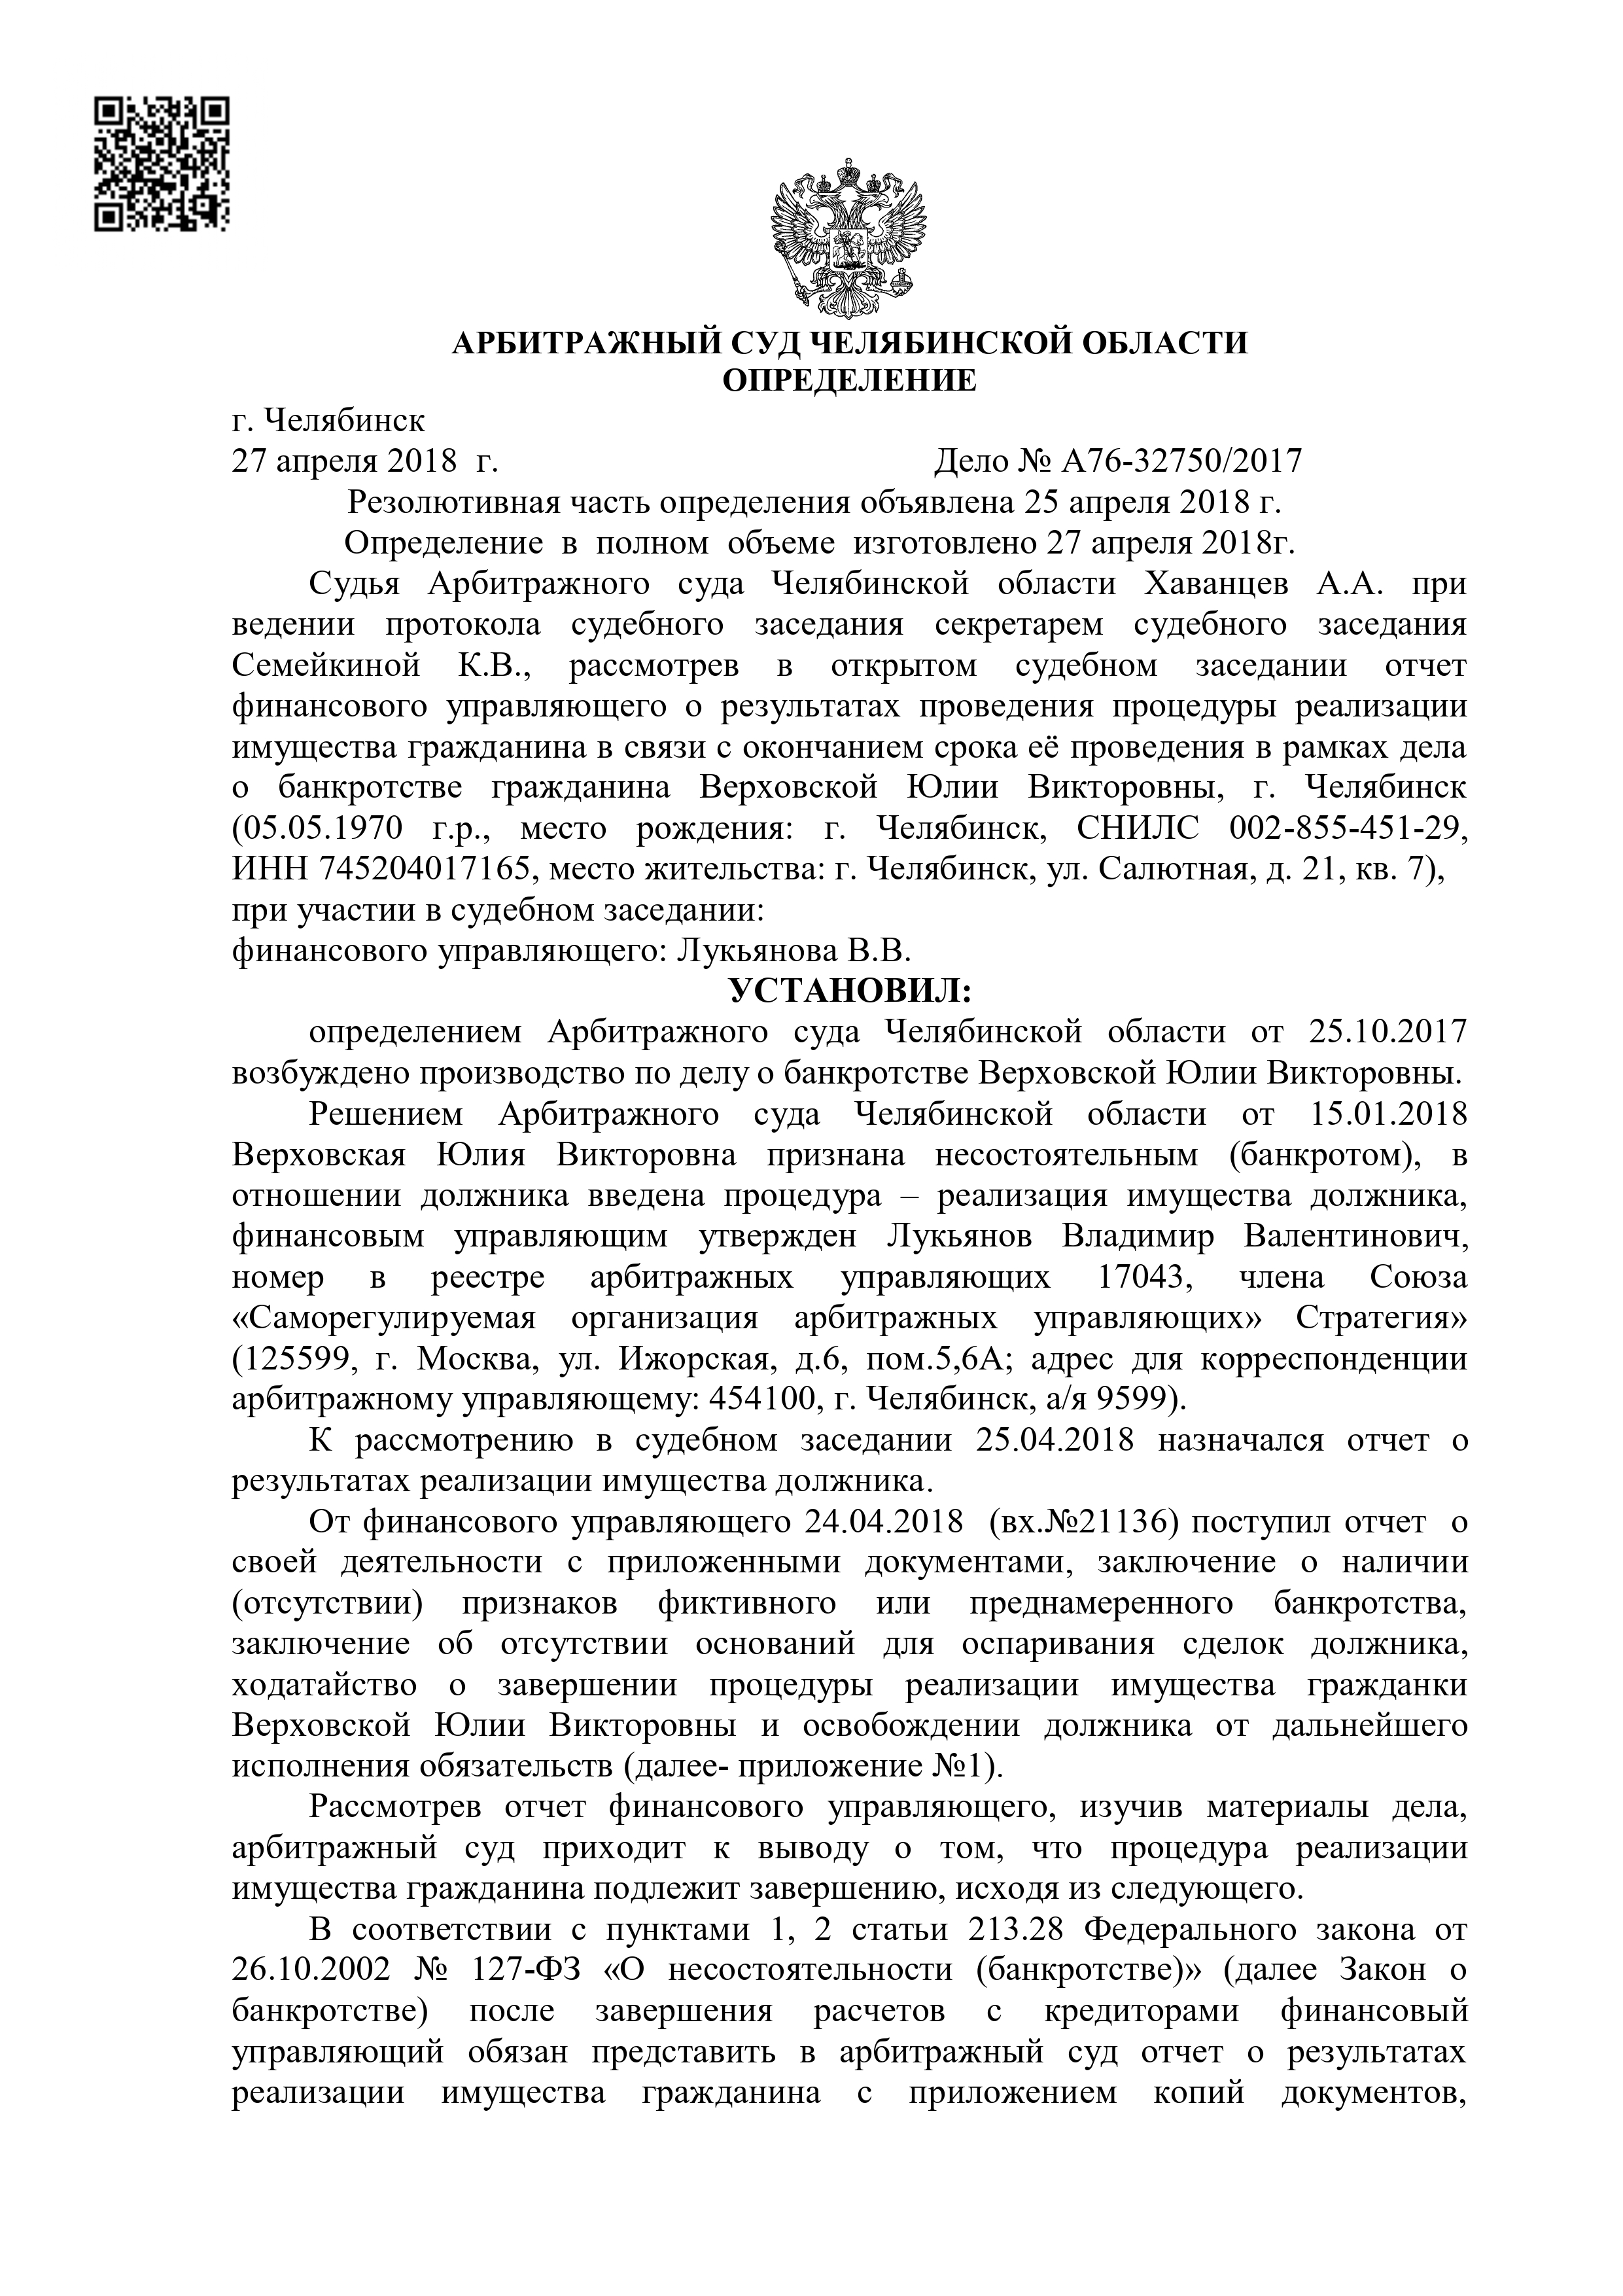 АРБИТРАЖНЫЙ СУД ЧЕЛЯБИНСКОЙ ОБЛАСТИ
ОПРЕДЕЛЕНИЕ
г. Челябинск
27 апреля 2018 г. Дело № А76-32750/2017
Резолютивная часть определения объявлена 25 апреля 2018 г.
Определение в полном объеме изготовлено 27 апреля 2018г.
Судья Арбитражного суда Челябинской области Хаванцев А.А. при
ведении протокола судебного заседания секретарем судебного заседания
Семейкиной К.В., рассмотрев в открытом судебном заседании отчет
финансового управляющего о результатах проведения процедуры реализации
имущества гражданина в связи с окончанием срока её проведения в рамках дела
о банкротстве гражданина Верховской Юлии Викторовны, г. Челябинск
(05.05.1970 г.р., место рождения: г. Челябинск, СНИЛС 002-855-451-29,
ИНН 745204017165, место жительства: г. Челябинск, ул. Салютная, д. 21, кв. 7),
при участии в судебном заседании:
финансового управляющего: Лукьянова В.В.
УСТАНОВИЛ:
определением Арбитражного суда Челябинской области от 25.10.2017
возбуждено производство по делу о банкротстве Верховской Юлии Викторовны.
Решением Арбитражного суда Челябинской области от 15.01.2018
Верховская Юлия Викторовна признана несостоятельным (банкротом), в
отношении должника введена процедура – реализация имущества должника,
финансовым управляющим утвержден Лукьянов Владимир Валентинович,
номер в реестре арбитражных управляющих 17043, члена Союза
«Саморегулируемая организация арбитражных управляющих» Стратегия»
(125599, г. Москва, ул. Ижорская, д.6, пом.5,6А; адрес для корреспонденции
арбитражному управляющему: 454100, г. Челябинск, а/я 9599).
К рассмотрению в судебном заседании 25.04.2018 назначался отчет о
результатах реализации имущества должника.
От финансового управляющего 24.04.2018 (вх.№21136) поступил отчет о
своей деятельности с приложенными документами, заключение о наличии
(отсутствии) признаков фиктивного или преднамеренного банкротства,
заключение об отсутствии оснований для оспаривания сделок должника,
ходатайство о завершении процедуры реализации имущества гражданки
Верховской Юлии Викторовны и освобождении должника от дальнейшего
исполнения обязательств (далее- приложение №1).
Рассмотрев отчет финансового управляющего, изучив материалы дела,
арбитражный суд приходит к выводу о том, что процедура реализации
имущества гражданина подлежит завершению, исходя из следующего.
В соответствии с пунктами 1, 2 статьи 213.28 Федерального закона от
26.10.2002 № 127-ФЗ «О несостоятельности (банкротстве)» (далее Закон о
банкротстве) после завершения расчетов с кредиторами финансовый
управляющий обязан представить в арбитражный суд отчет о результатах
реализации имущества гражданина с приложением копий документов,